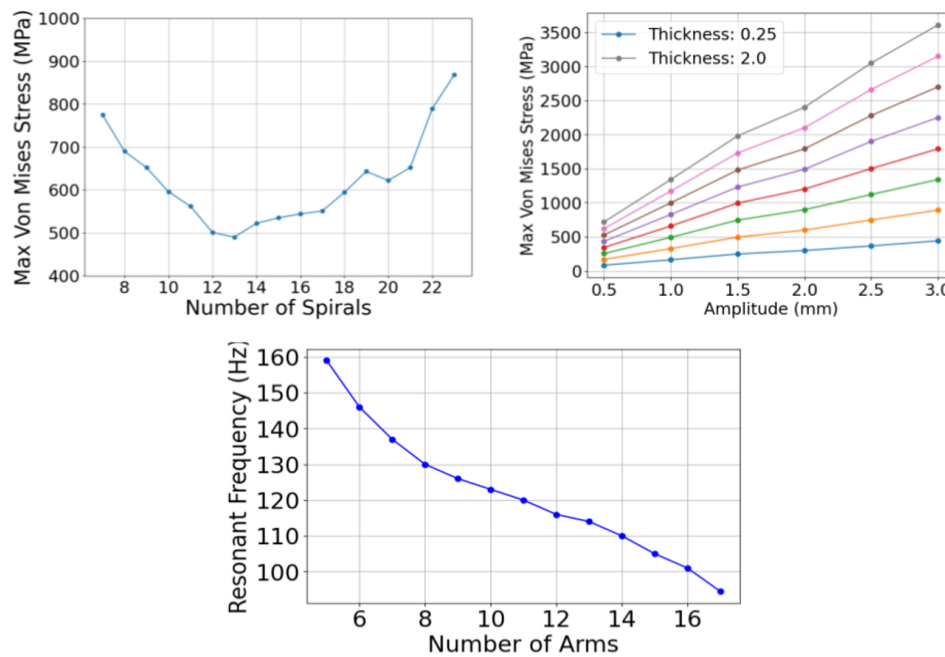 Max Von Mises Stress (MPa)
1000
900
800
700
600
500
400
8 10 12 14 16 18 20 22
Number of Spirals
Max Von Mises Stress (MPa)
Thickness: 0.25
Thickness: 2.0
3500
3000
2500
2000
1500
1000
500
0
0.5 1.0 1.5 2.0 2.5 3.0
Amplitude (mm)
Resonant Frequency (Hz)
160
150
140
130
120
110
100
6 8 10 12 14 16
Number of Arms